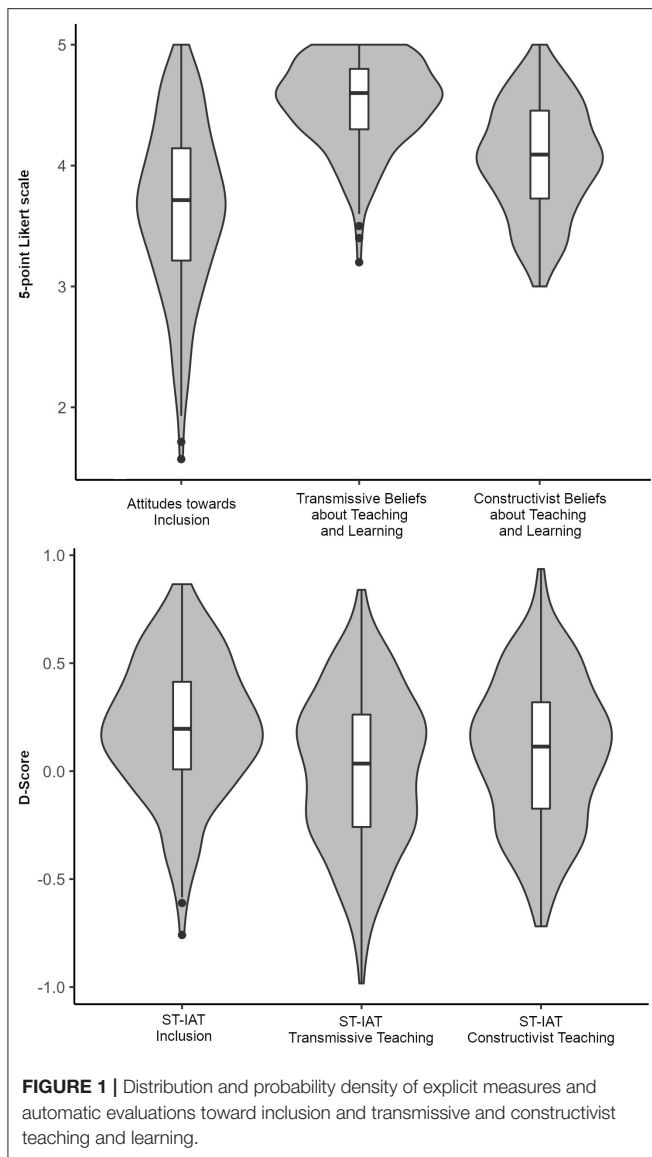 5
4
3
2
5-point Likert scale
Attitudes towards
Inclusion
Transmissive Beliefs
about Teaching
and Learning
Constructivist Beliefs
about Teaching
and Learning
1.0
0.5
0.0
-0.5
-1.0
D-Score
ST-IAT
Inclusion
ST-IAT
Transmissive Teaching
ST-IAT
Constructivist Teaching
FIGURE 1 | Distribution and probability density of explicit measures and
automatic evaluations toward inclusion and transmissive and constructivist
teaching and learning.